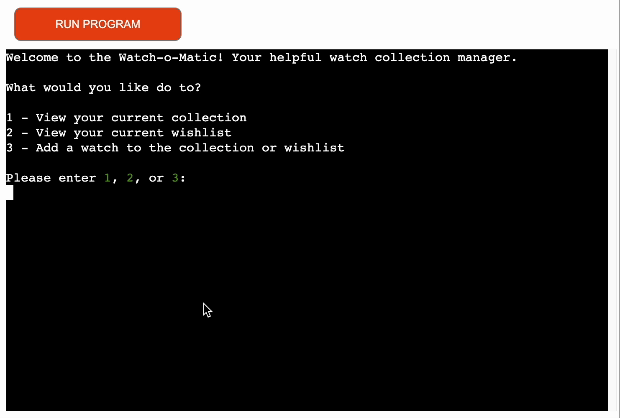 RUN PROGRAM
Welcome to the Watch-o-Matic! Your helpful watch collection manager.
What would you like do to?
1 - View your current collection
2 - View your current wishlist
3 - Add a watch to the collection or wishlist
Please enter 1, 2, or 3: